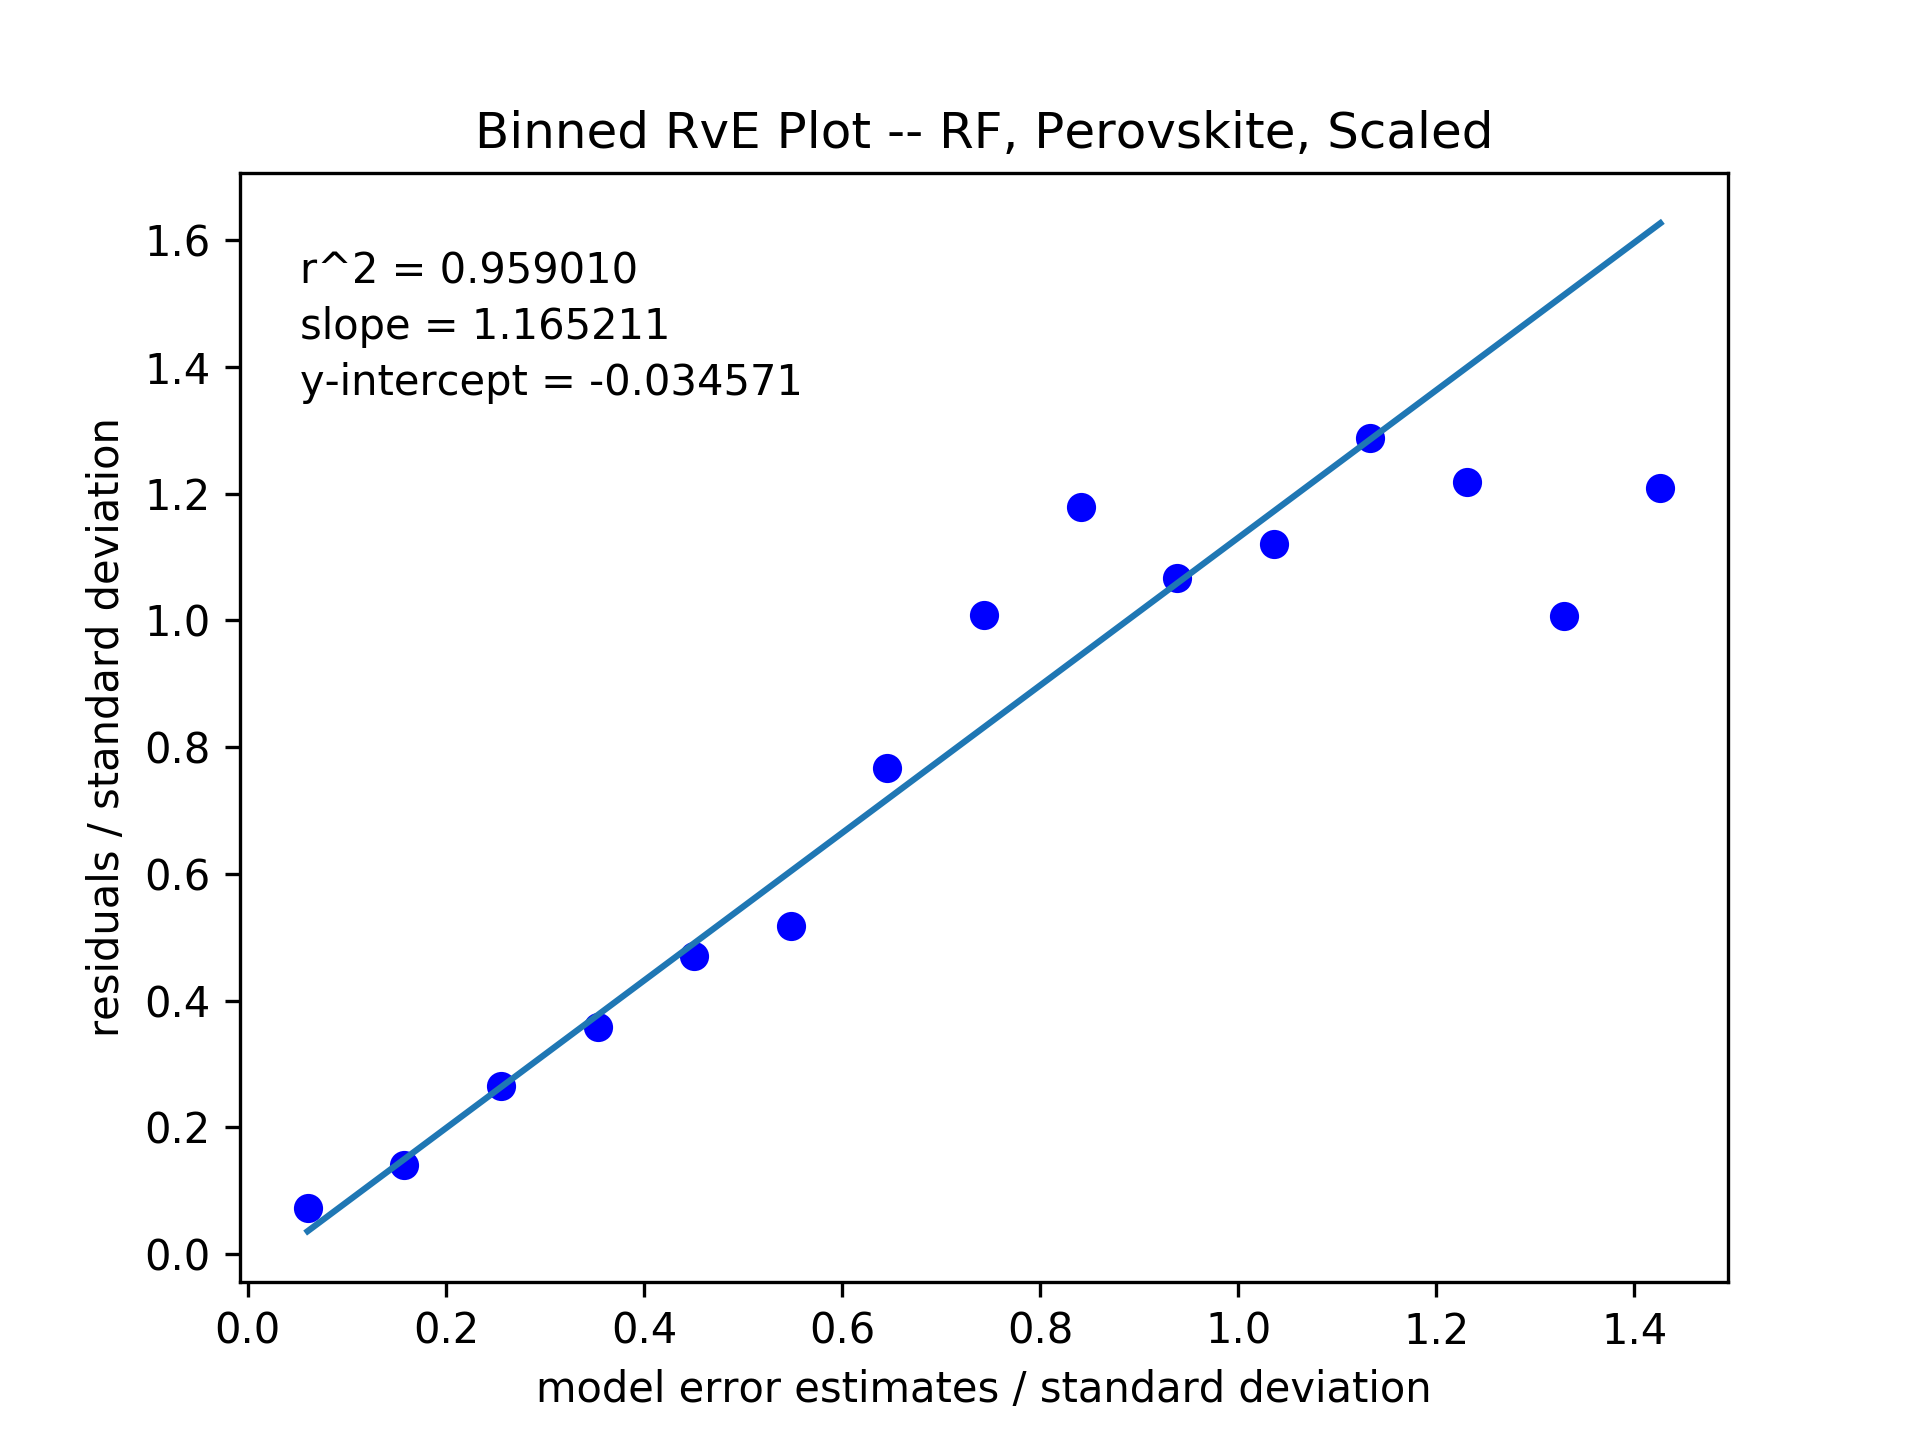 Binned RvE Plot -- RF, Perovskite, Scaled
r^2 = 0.959010
slope = 1.165211
y-intercept = -0.034571
residuals / standard deviation
1.6
1.4
1.2
1.0
0.8
0.6
0.4
0.2
0.0
0.0 0.2 0.4 0.6 0.8 1.0 1.2 1.4
model error estimates / standard deviation